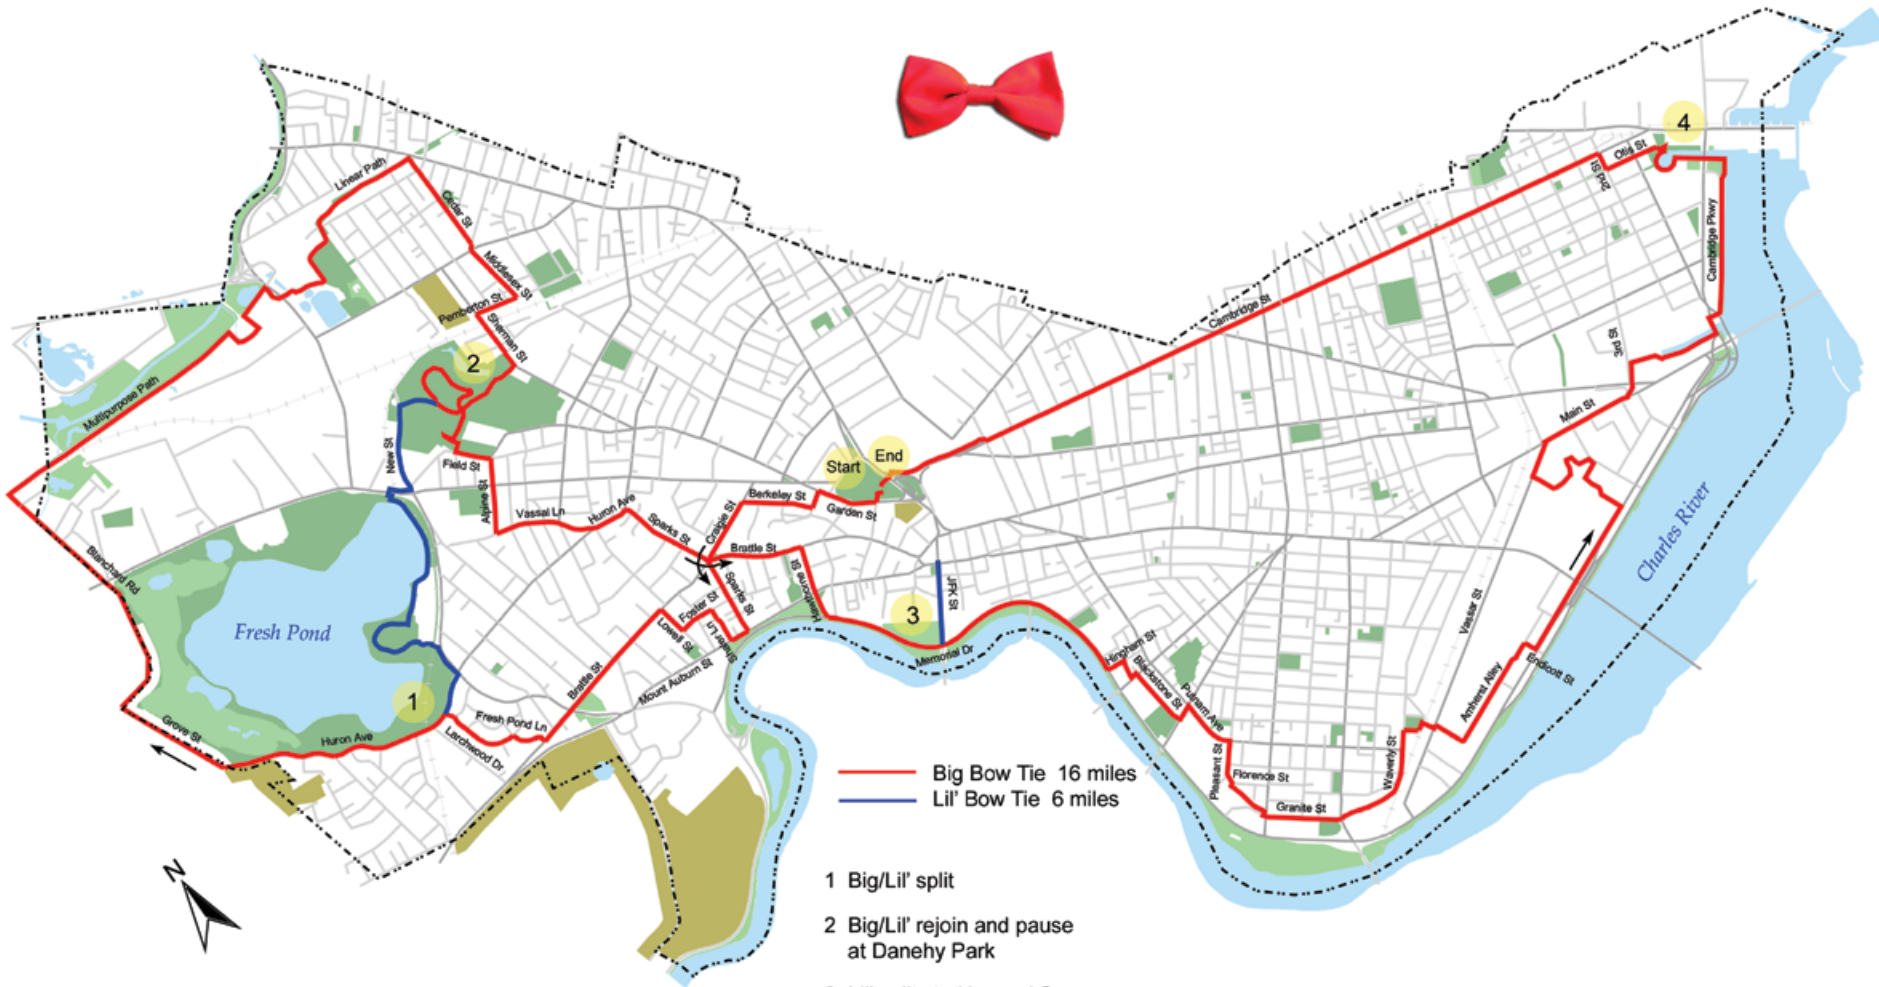 4
Otis St
2nd St
Linear Path
Cedar St
Cambridge Pkwy
Middlesex St
Pemberton St
Sherman St
Cambridge St
3rd St
2
Multipurpose Path
Main St
New St
Field St
Start
End
Alpine St
Vassal Ln
Huron Ave
Sparks St
Craigie St
Berkeley St
Garden St
Charles River
Blanchard Rd
Brattle St
Sparks St
Hawthorne St
JFK St
Vassar St
Fresh Pond
Foster St
Lowell St
Shaler Ln
3
Memorial Dr
Hingham St
Blackstone St
Putnam Ave
Endicott St
Amherst Alley
1
Brattle St
Mount Auburn St
Grove St
Huron Ave
Fresh Pond Ln
Larchwood Dr
Pleasant St
Florence St
Waverly St
Granite St
Big Bow Tie 16 miles
Lil' Bow Tie 6 miles
N
1 Big/Lil' split
2 Big/Lil' rejoin and pause
at Danehy Park